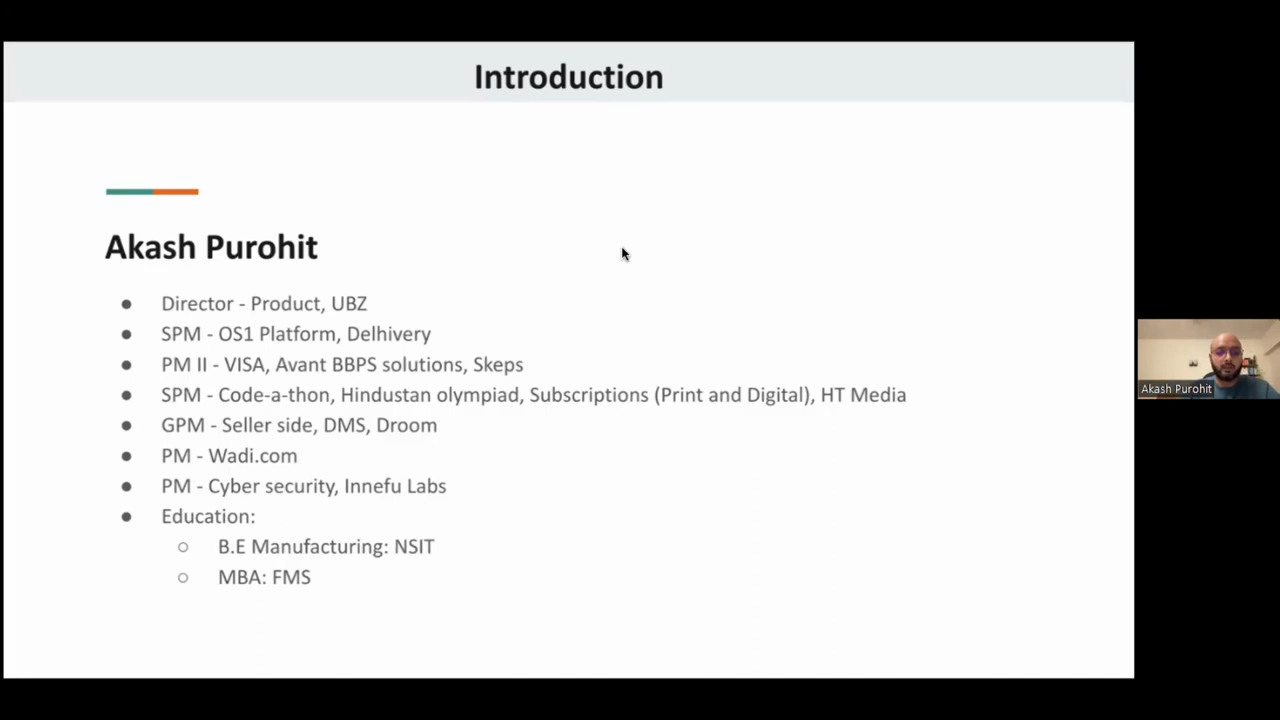 Introduction
Akash Purohit
● Director - Product, UBZ
● SPM - OS1 Platform, Delhivery
● PM II - VISA, Avant BBPS solutions, Skeps
● SPM - Code-a-thon, Hindustan olympiad, Subscriptions (Print and Digital), HT Media
● GPM - Seller side, DMS, Droom
● PM - Wadi.com
● PM - Cyber security, Innefu Labs
● Education:
○ B.E Manufacturing: NSIT
○ MBA: FMS
Akash Purohit